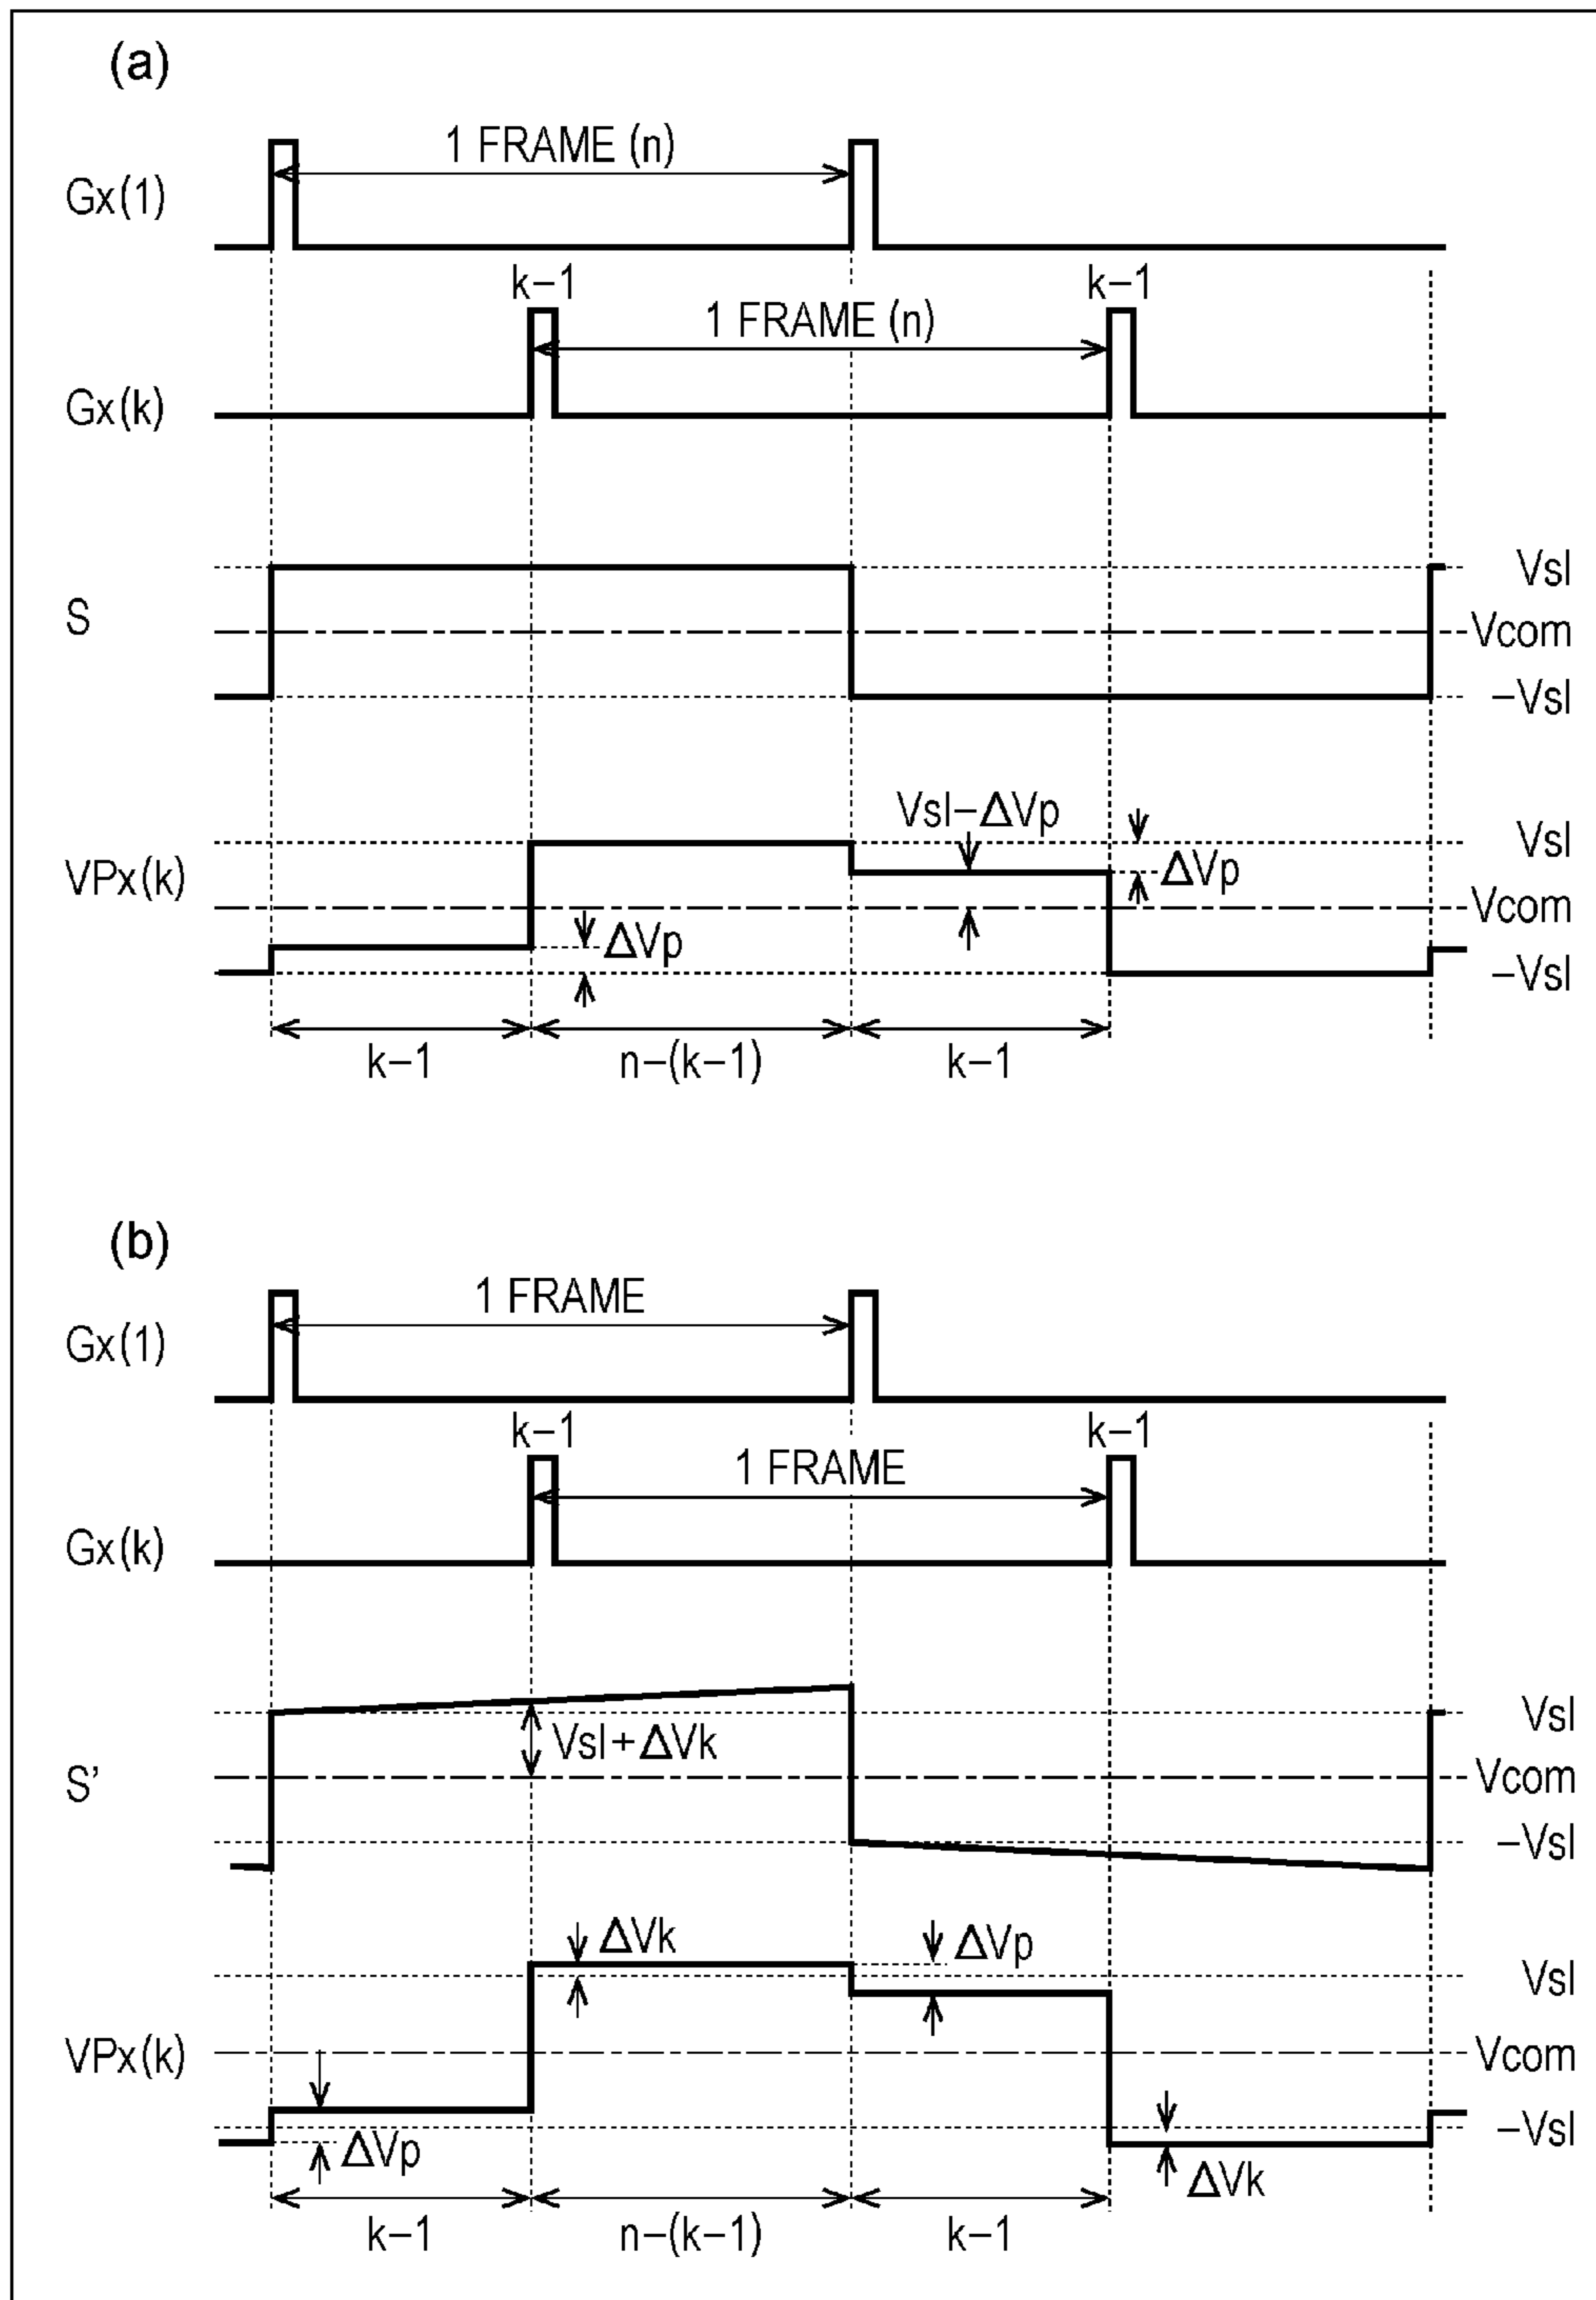 (a)
1 FRAME (n)
Gx(1)
k–1 k–1
1 FRAME (n)
Gx(k)
Vsl
S Vcom
–Vsl
Vsl–ΔVp Vsl
VPx(k) ΔVp
Vcom
ΔVp
–Vsl
k–1 n–(k–1) k–1
(b)
1 FRAME
Gx(1)
k–1 k–1
1 FRAME
Gx(k)
Vsl
Vsl+ΔVk
S' Vcom
–Vsl
ΔVk ΔVp
Vsl
VPx(k) Vcom
–Vsl
ΔVp ΔVk
k–1 n–(k–1) k–1